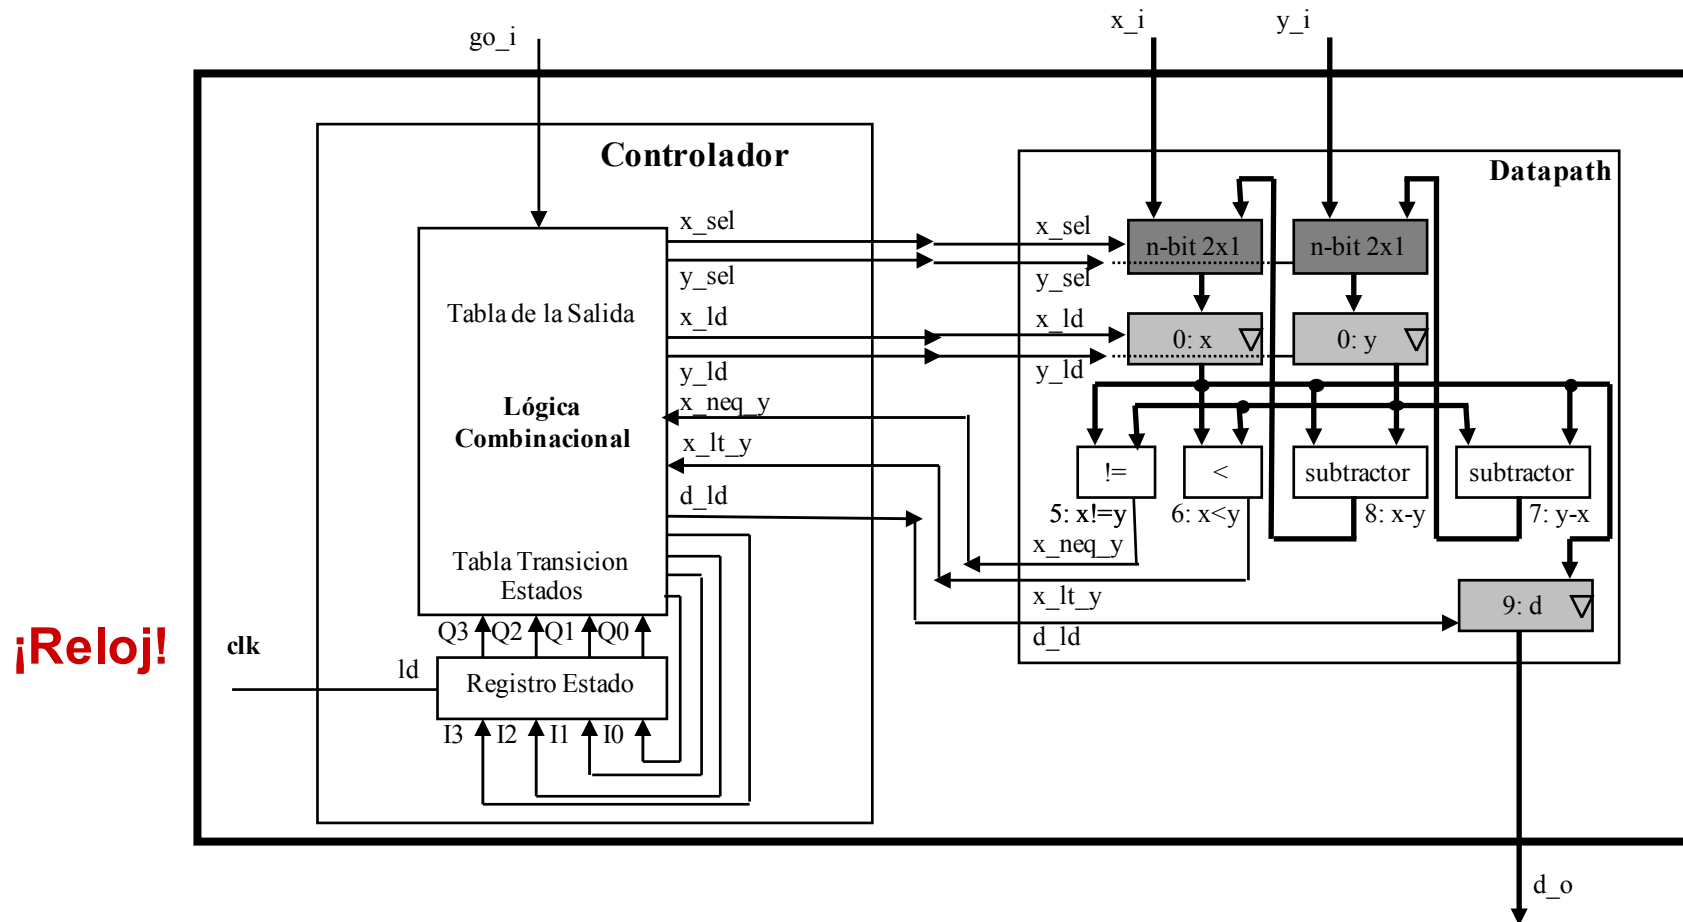 go_i
x_i
y_i
Controlador
Datapath
x_sel
y_sel
x_ld
y_ld
x_neq_y
x_lt_y
d_ld
Tabla de la Salida
Lógica
Combinacional
Tabla Transicion
Estados
Q3
Q2
Q1
Q0
Registro Estado
I3
I2
I1
I0
ld
clk
¡Reloj!
x_sel
y_sel
x_ld
y_ld
n-bit 2x1
n-bit 2x1
0: x
0: y
!=
<
subtractor
subtractor
5: x!=y
6: x<y
8: x-y
7: y-x
x_neq_y
x_lt_y
d_ld
9: d
d_o